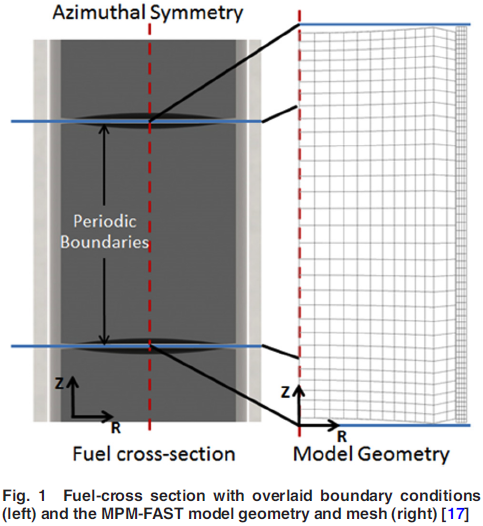 Azimuthal Symmetry
Periodic
Boundaries
Z
R
Z
R
Fuel cross-section
Model Geometry
Fig. 1 Fuel-cross section with overlaid boundary conditions
(left) and the MPM-FAST model geometry and mesh (right) [17]